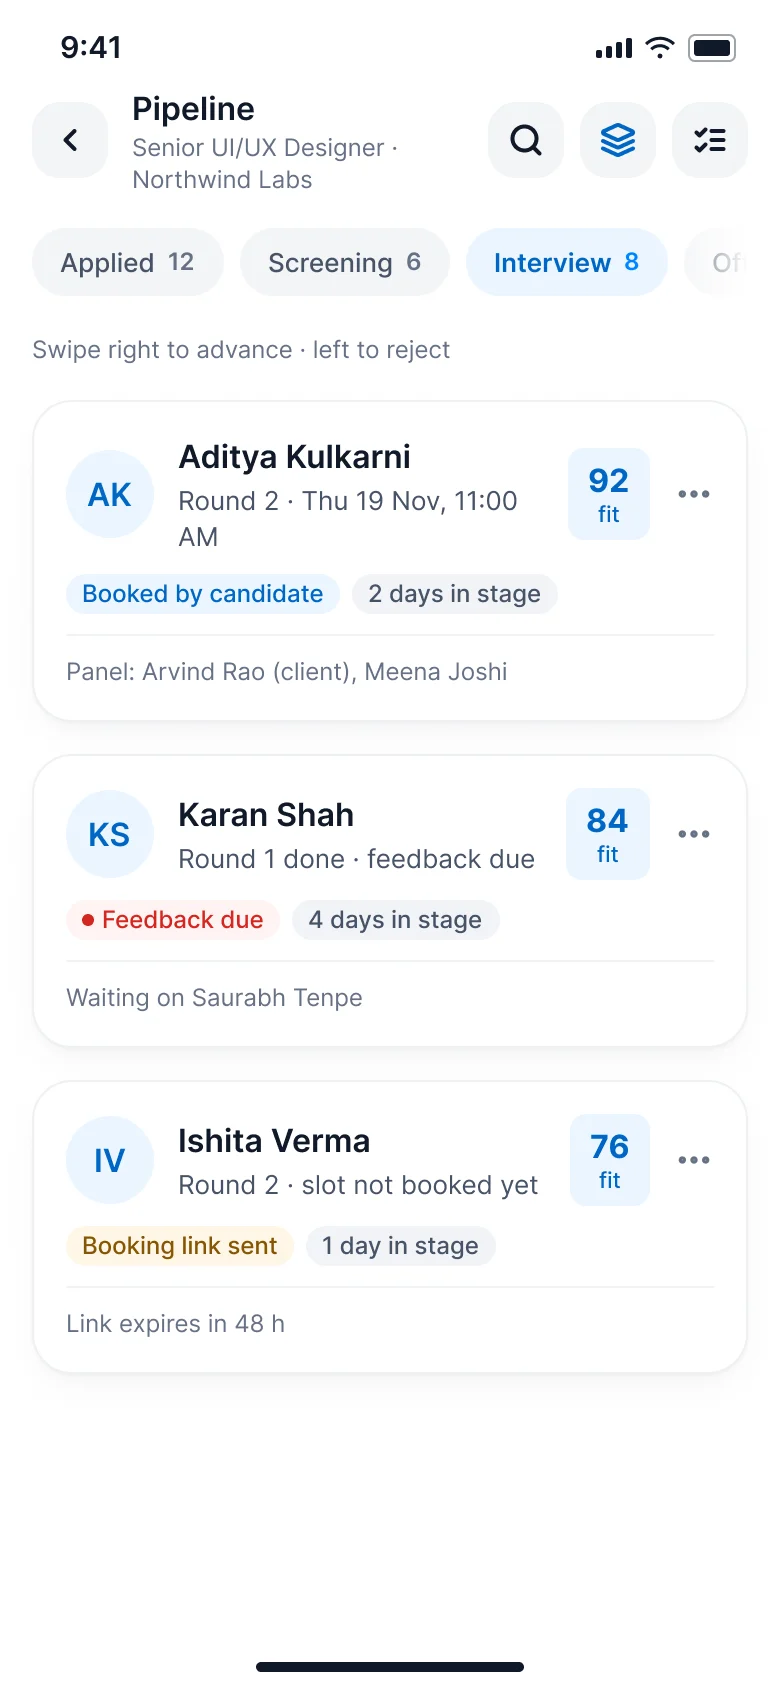 9:41
Pipeline
Senior UI/UX Designer ·
Northwind Labs
Applied 12
Screening 6
Interview 8
Swipe right to advance · left to reject
AK
Aditya Kulkarni
Round 2 · Thu 19 Nov, 11:00
AM
92
fit
Booked by candidate
2 days in stage
Panel: Arvind Rao (client), Meena Joshi
KS
Karan Shah
Round 1 done · feedback due
84
fit
Feedback due
4 days in stage
Waiting on Saurabh Tenpe
IV
Ishita Verma
Round 2 · slot not booked yet
76
fit
Booking link sent
1 day in stage
Link expires in 48 h